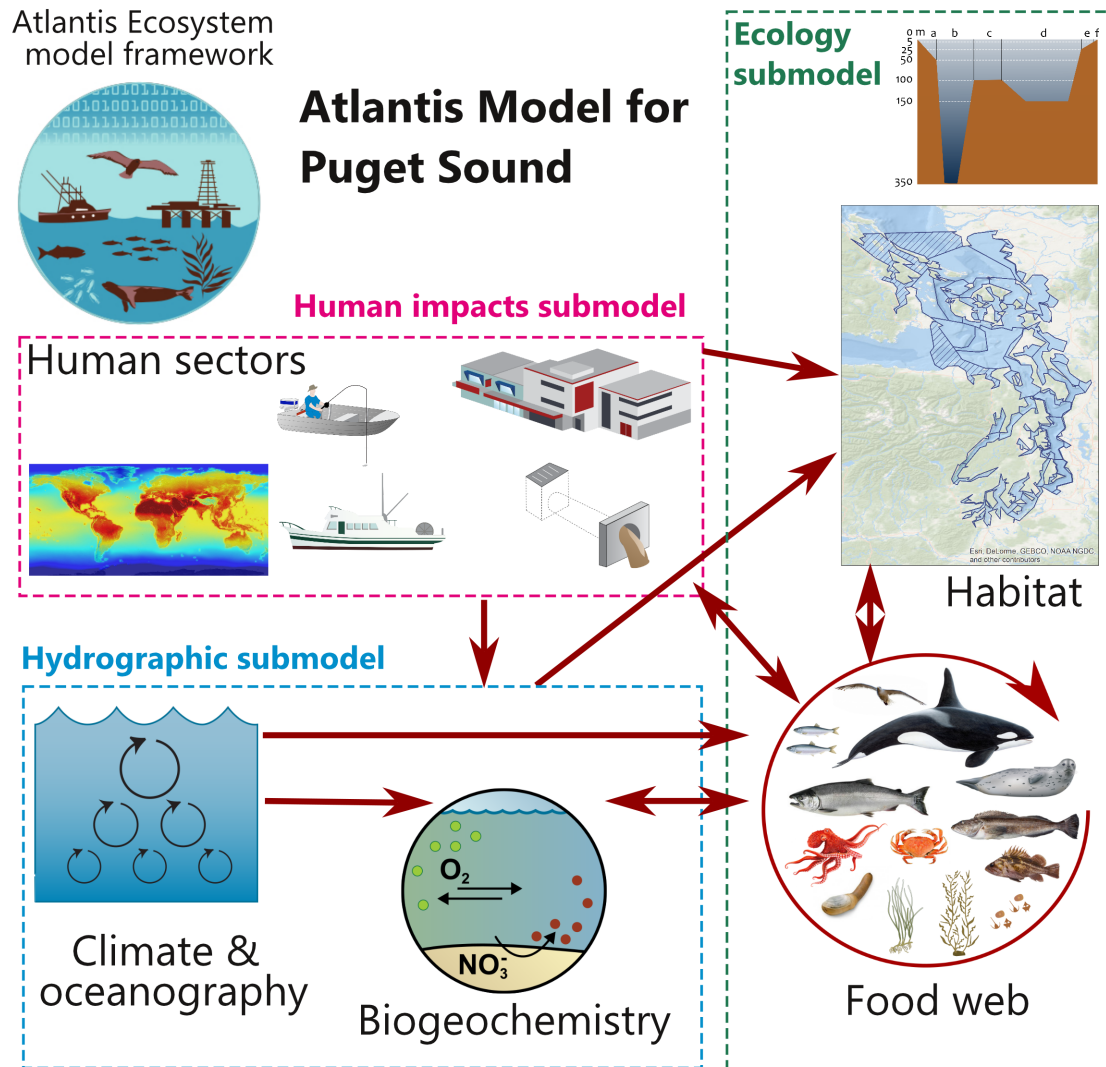 Atlantis Ecosystem
model framework
1010101010101
Atlantis Model for
Puget Sound
Ecology
submodel
m a b c d e f
0
5
25
50
100
150
350
Human impacts submodel
Human sectors
Esri, DeLorme, GEBCO, NOAA NGDC,
and other contributors
Habitat
Hydrographic submodel
O2
NO3-
Climate &
oceanography
Biogeochemistry
Food web